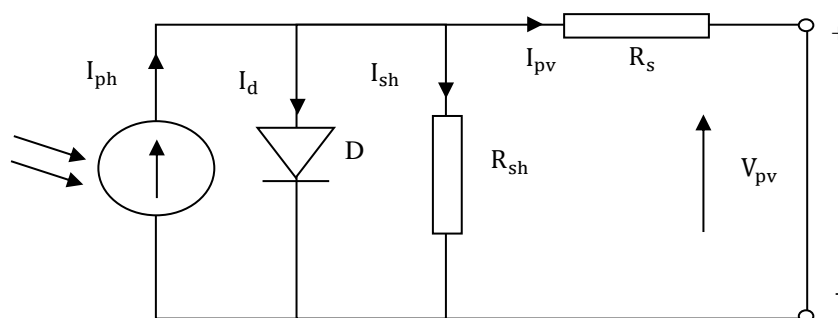 I_ph
I_d
I_sh
I_pv
R_s
+
D
R_sh
V_pv
-